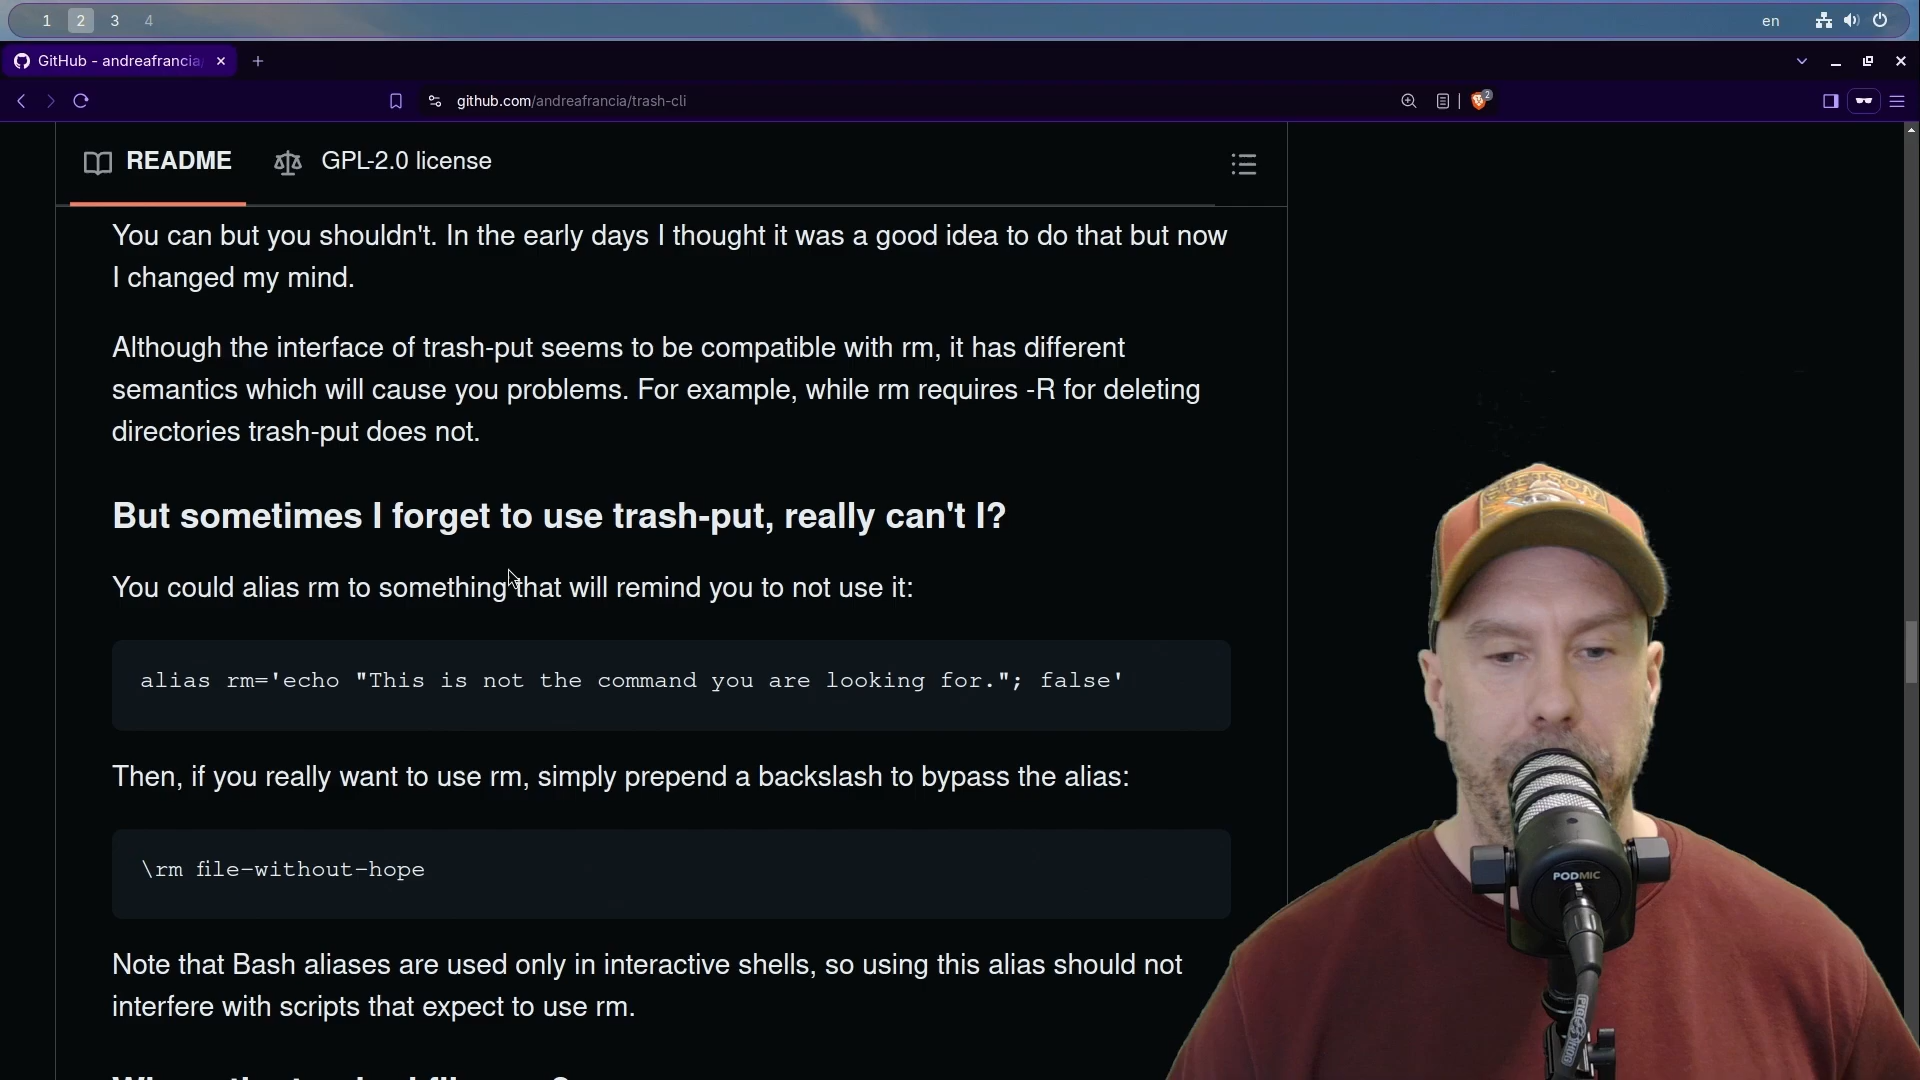 1 2 3 4 en
GitHub - andreafrancia/
github.com/andreafrancia/trash-cli 2
README GPL-2.0 license
You can but you shouldn't. In the early days I thought it was a good idea to do that but now
I changed my mind.
Although the interface of trash-put seems to be compatible with rm, it has different
semantics which will cause you problems. For example, while rm requires -R for deleting
directories trash-put does not.
But sometimes I forget to use trash-put, really can't I?
You could alias rm to something that will remind you to not use it:
alias rm='echo "This is not the command you are looking for."; false'
Then, if you really want to use rm, simply prepend a backslash to bypass the alias:
\rm file-without-hope
Note that Bash aliases are used only in interactive shells, so using this alias should not
interfere with scripts that expect to use rm.
STETSON
PODMIC